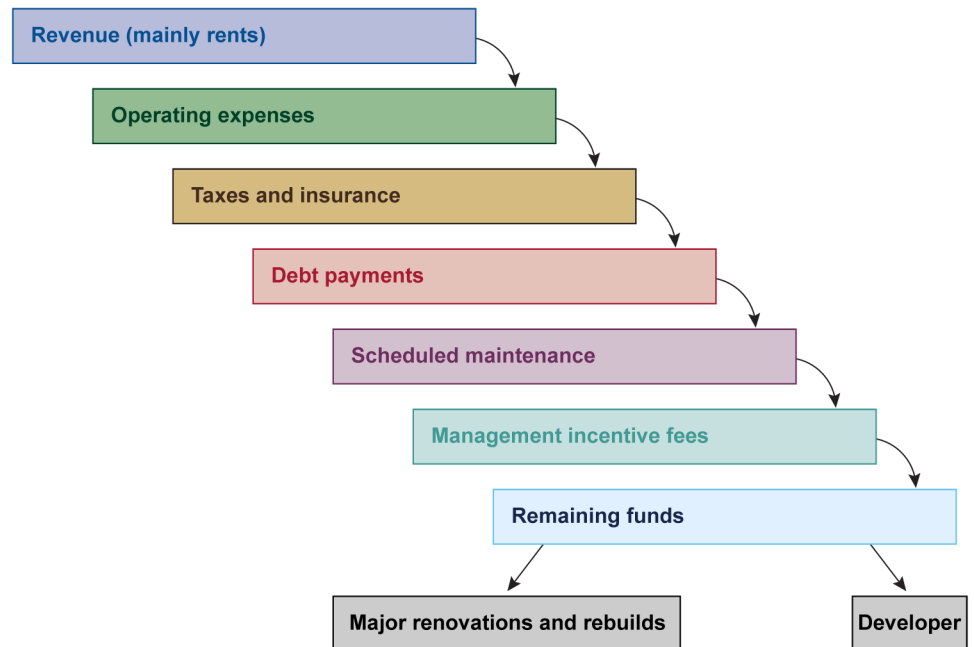 Revenue (mainly rents)
Operating expenses
Taxes and insurance
Debt payments
Scheduled maintenance
Management incentive fees
Remaining funds
Major renovations and rebuilds
Developer